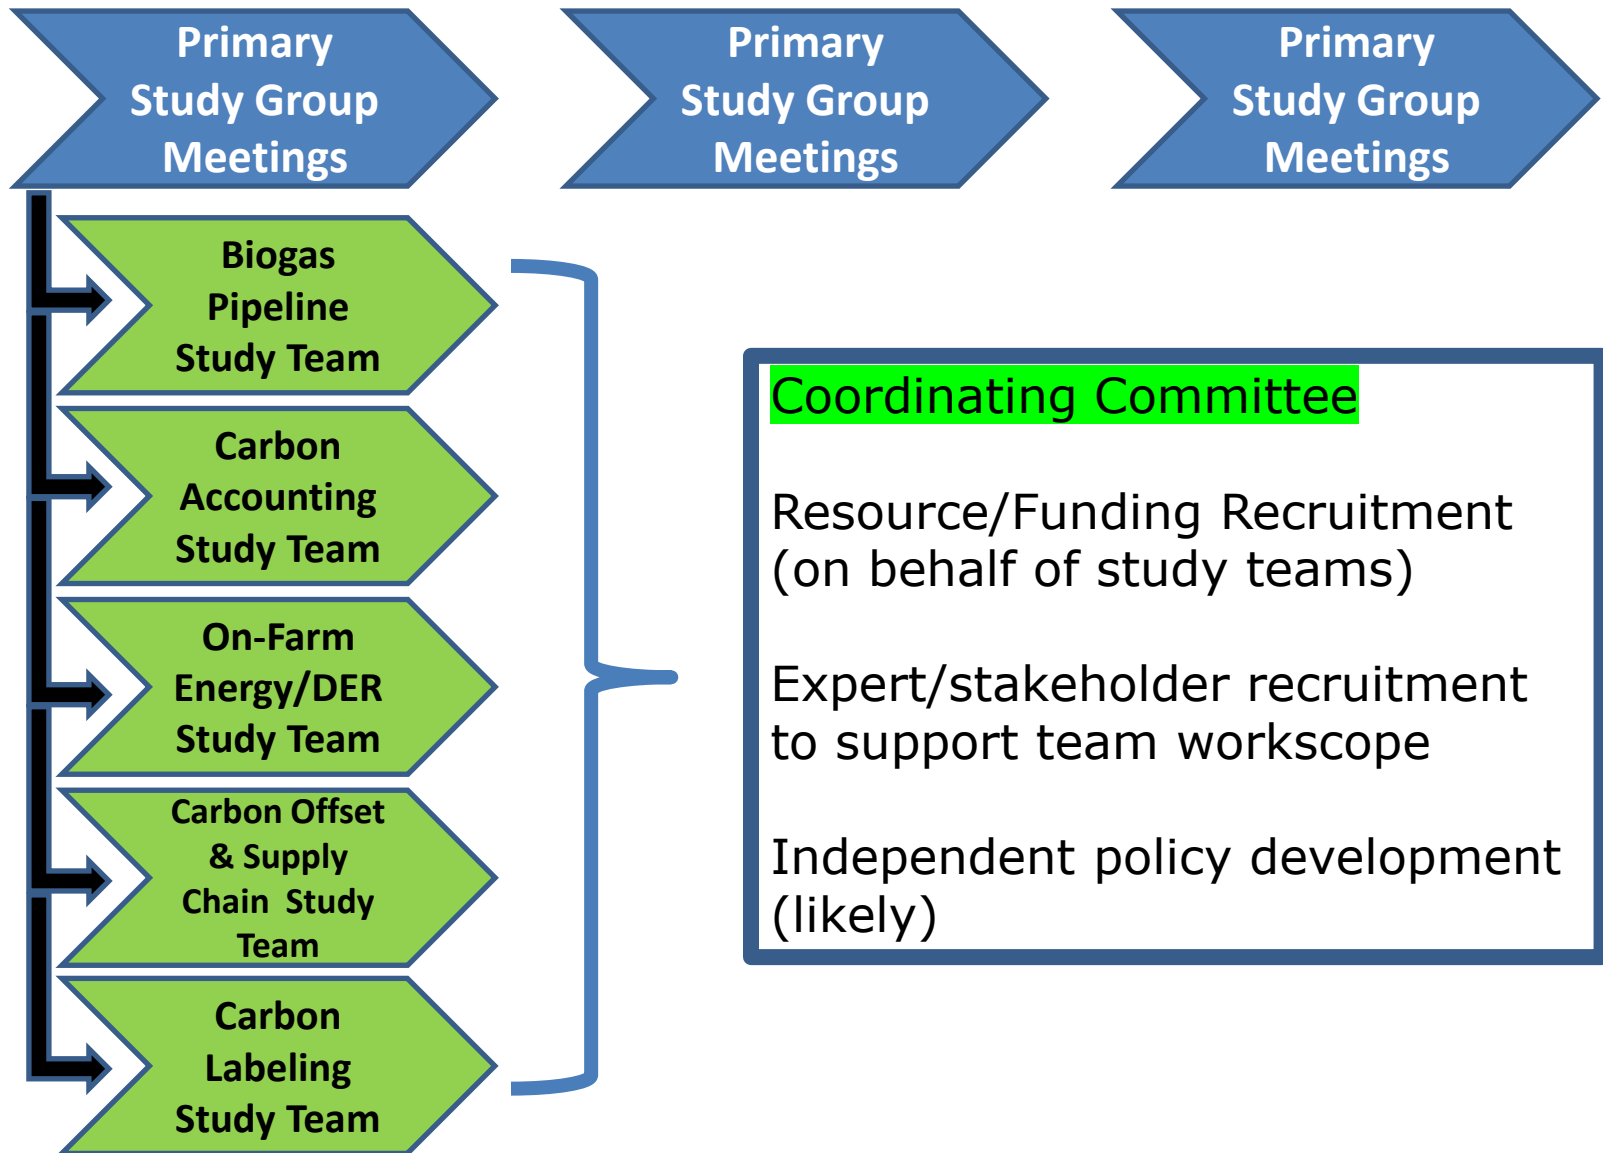 Primary
Study Group
Meetings
Primary
Study Group
Meetings
Primary
Study Group
Meetings
Biogas
Pipeline
Study Team
Carbon
Accounting
Study Team
On-Farm
Energy/DER
Study Team
Carbon Offset
& Supply
Chain Study
Team
Carbon
Labeling
Study Team
Coordinating Committee
Resource/Funding Recruitment
(on behalf of study teams)
Expert/stakeholder recruitment
to support team workscope
Independent policy development
(likely)